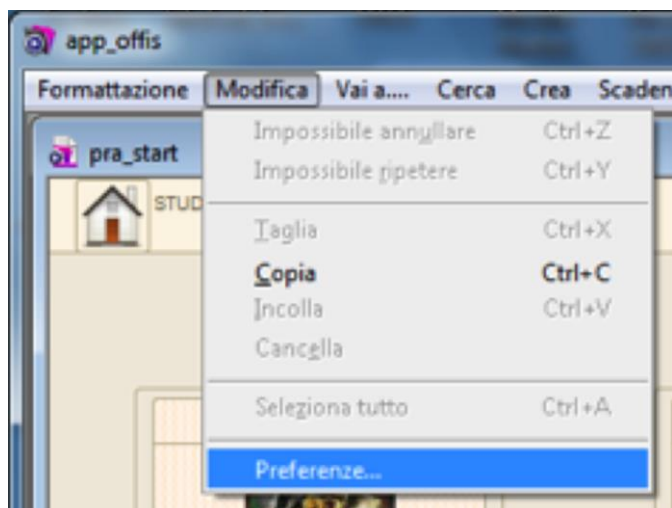 app_offis
Formattazione Modifica Vai a.... Cerca Crea Scaden
pra_start
STUD
Impossibile annullare Ctrl+Z
Impossibile ripetere Ctrl+Y
Taglia Ctrl+X
Copia Ctrl+C
Incolla Ctrl+V
Cancella
Seleziona tutto Ctrl+A
Preferenze...